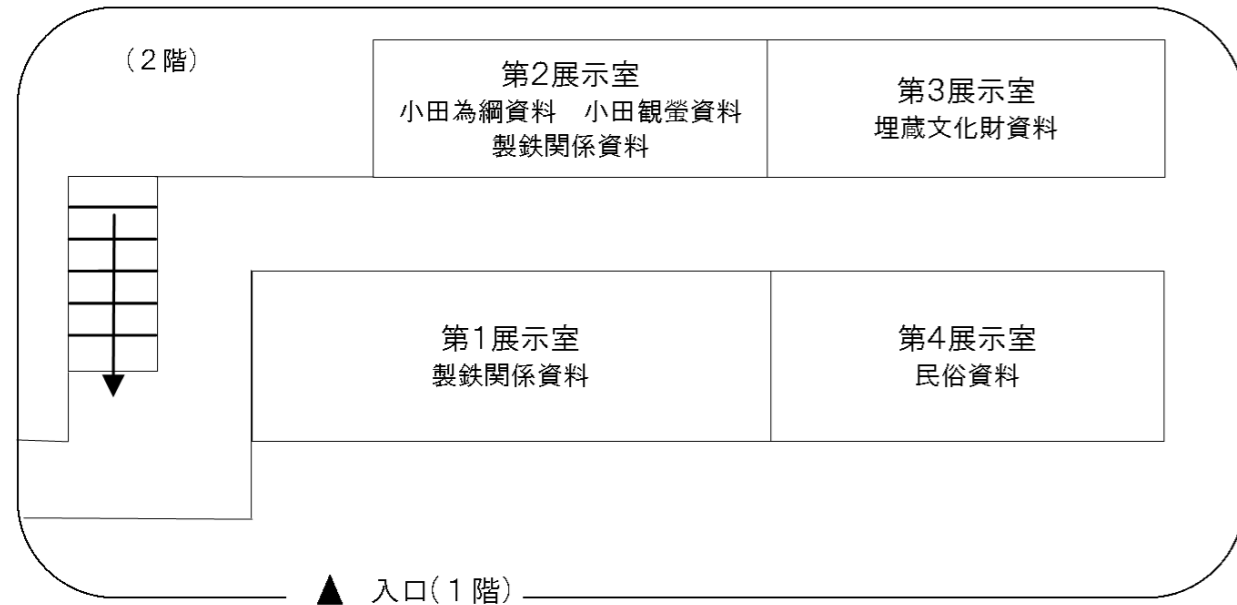 (2階)
第2展示室
小田為綱資料　小田観螢資料
製鉄関係資料
第3展示室
埋蔵文化財資料
第1展示室
製鉄関係資料
第4展示室
民俗資料
▲　入口(1階)